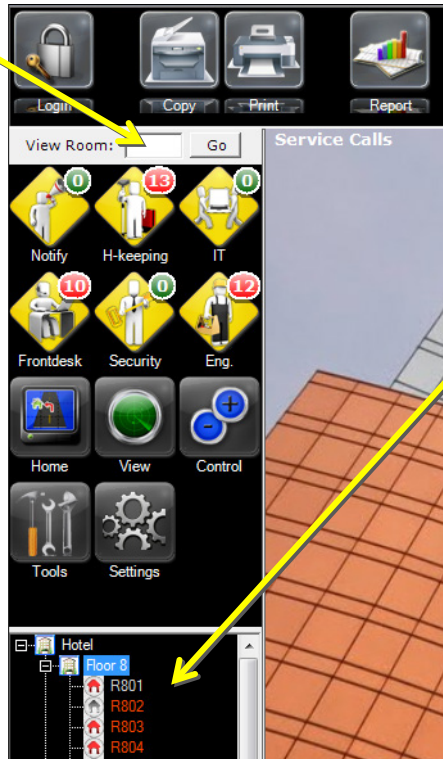 Login Copy Print Report
View Room: Go
Service Calls
0 13 0
Notify H-keeping IT
10 0 12
Frontdesk Security Eng.
Home View Control
Tools Settings
Hotel
Floor 8
R801
R802
R803
R804